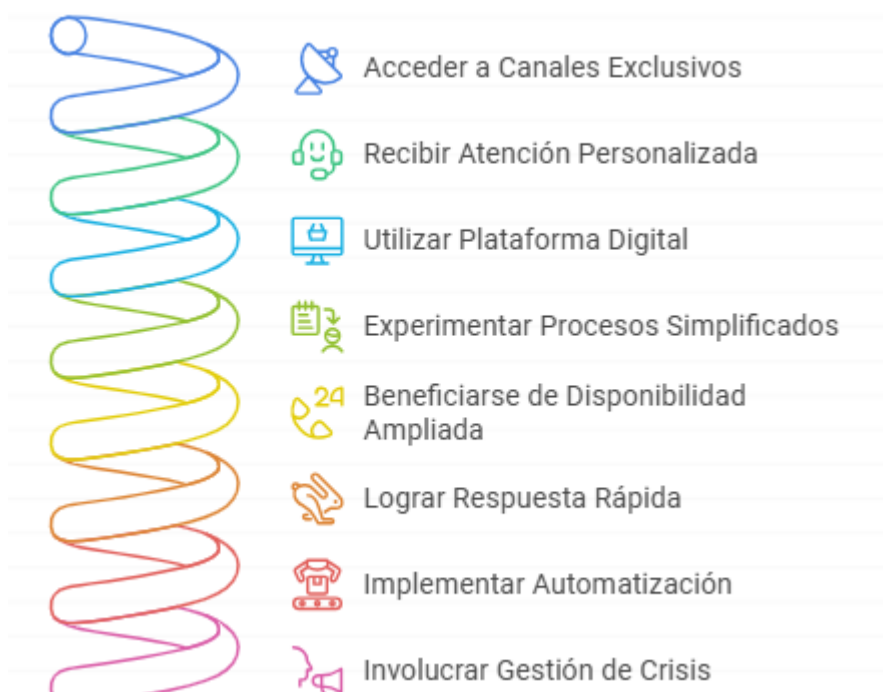 Acceder a Canales Exclusivos
Recibir Atención Personalizada
Utilizar Plataforma Digital
Experimentar Procesos Simplificados
24
Beneficiarse de Disponibilidad
Ampliada
Lograr Respuesta Rápida
Implementar Automatización
Involucrar Gestión de Crisis